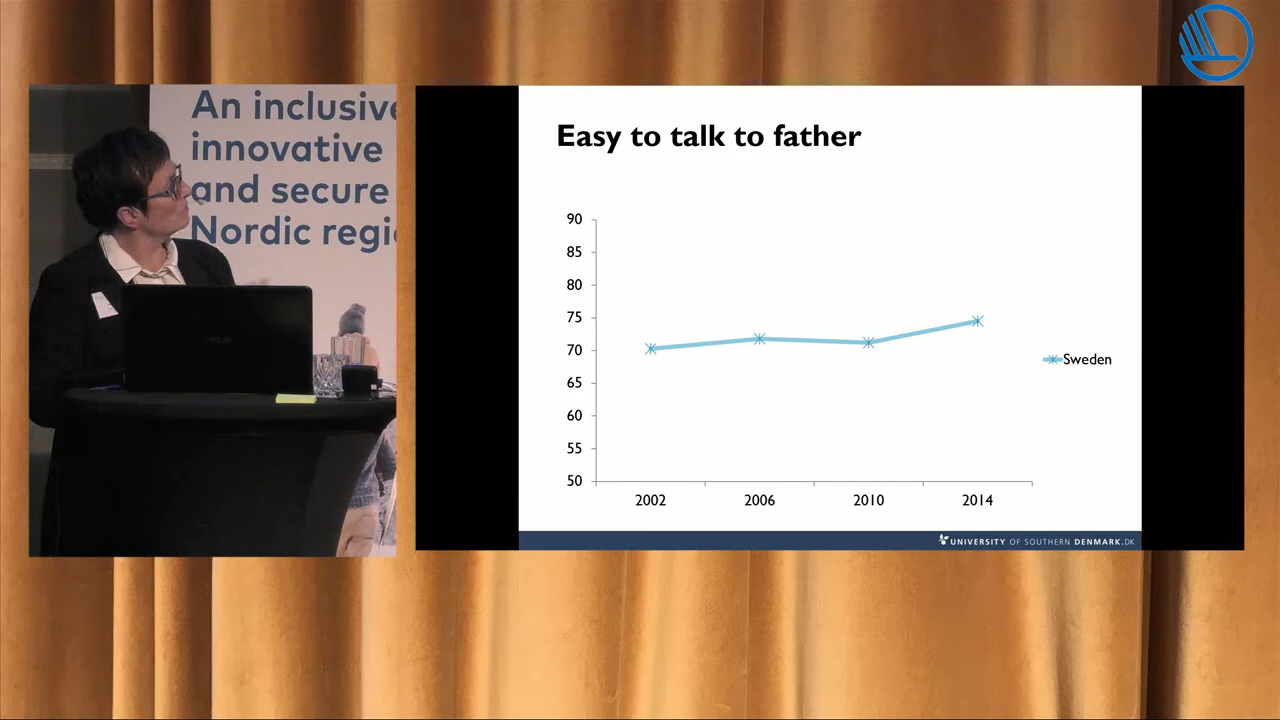 An inclusive
innovative
and secure
Nordic regi
Easy to talk to father
90
85
80
75
70
65
60
55
50
2002
2006
2010
2014
Sweden
UNIVERSITY OF SOUTHERN DENMARK.DK